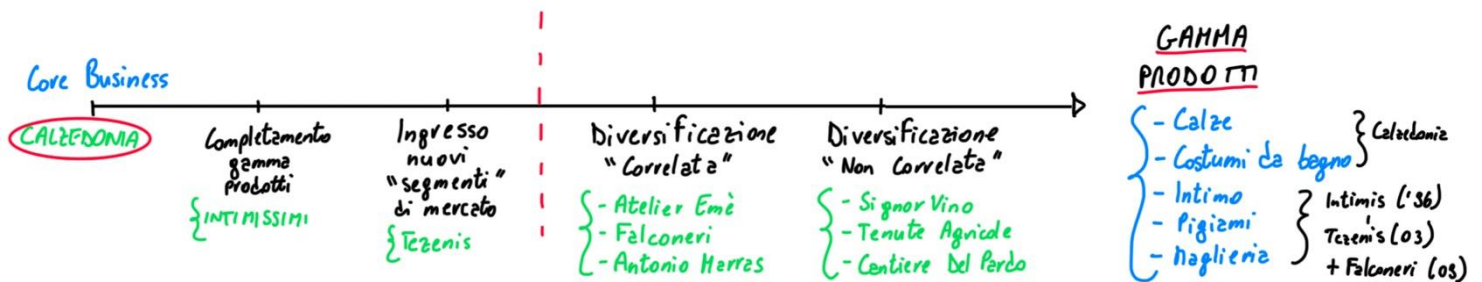 Core Business
CALZEDONIA
Completamento
gamma
prodotti
{INTIMISSIMI
Ingresso
nuovi
"segmenti"
di mercato
{Tezenis
Diversificazione
"Correlata"
- Atelier Emè
- Falconeri
- Antonio Marras
Diversificazione
"Non Correlata"
- Signor Vino
- Tenute Agricole
- Cantiere Del Pardo
GAMMA
PRODOTTI
- Calze
- Costumi da bagno
} Calzedonia
- Intimo
- Pigiami
- Maglieria
Intimis ('96)
Tezenis (03)
+ Falconeri (09)